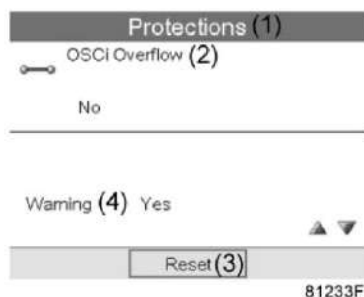 Protections (1)
OSCi Overflow (2)
No
Warning (4) Yes
Reset (3)
81233F